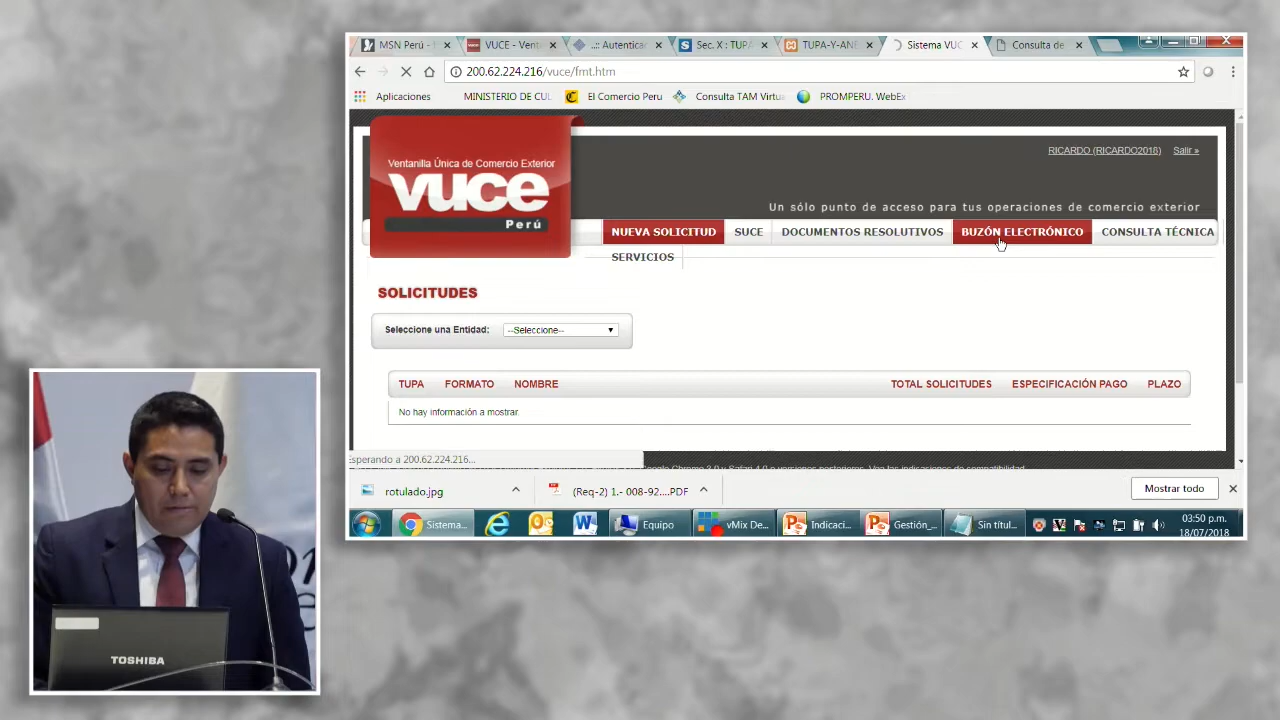 MSN Perú -
VUCE - Vent
..:: Autentica
Sec. X : TUPA
TUPA-Y-ANE
Sistema VUC
Consulta de
200.62.224.216/vuce/fmt.htm
Aplicaciones
MINISTERIO DE CUL
El Comercio Peru
Consulta TAM Virtua
PROMPERU. WebEx
Ventanilla Única de Comercio Exterior
vuce
Perú
RICARDO (RICARDO2018)
Salir »
Un sólo punto de acceso para tus operaciones de comercio exterior
NUEVA SOLICITUD
SUCE
DOCUMENTOS RESOLUTIVOS
BUZÓN ELECTRÓNICO
CONSULTA TÉCNICA
SERVICIOS
SOLICITUDES
Seleccione una Entidad:
--Seleccione--
TUPA
FORMATO
NOMBRE
TOTAL SOLICITUDES
ESPECIFICACIÓN PAGO
PLAZO
No hay información a mostrar
Esperando a 200.62.224.216...
rotulado.jpg
(Req-2) 1.- 008-92....PDF
Mostrar todo
Sistema...
Equipo
vMix De...
Indicaci...
Gestión_...
Sin títul...
03:50 p.m.
18/07/2018
TOSHIBA